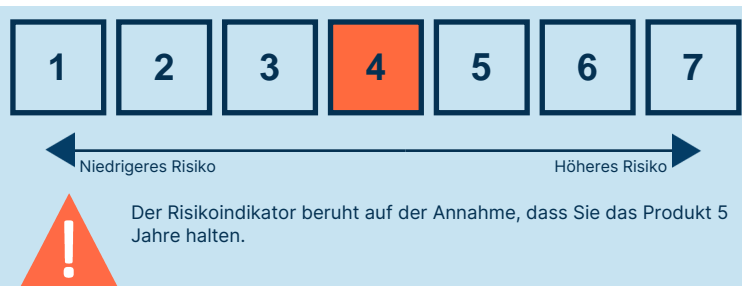 1 2 3 4 5 6 7
Niedrigeres Risiko Höheres Risiko
Der Risikoindikator beruht auf der Annahme, dass Sie das Produkt 5
Jahre halten.
!